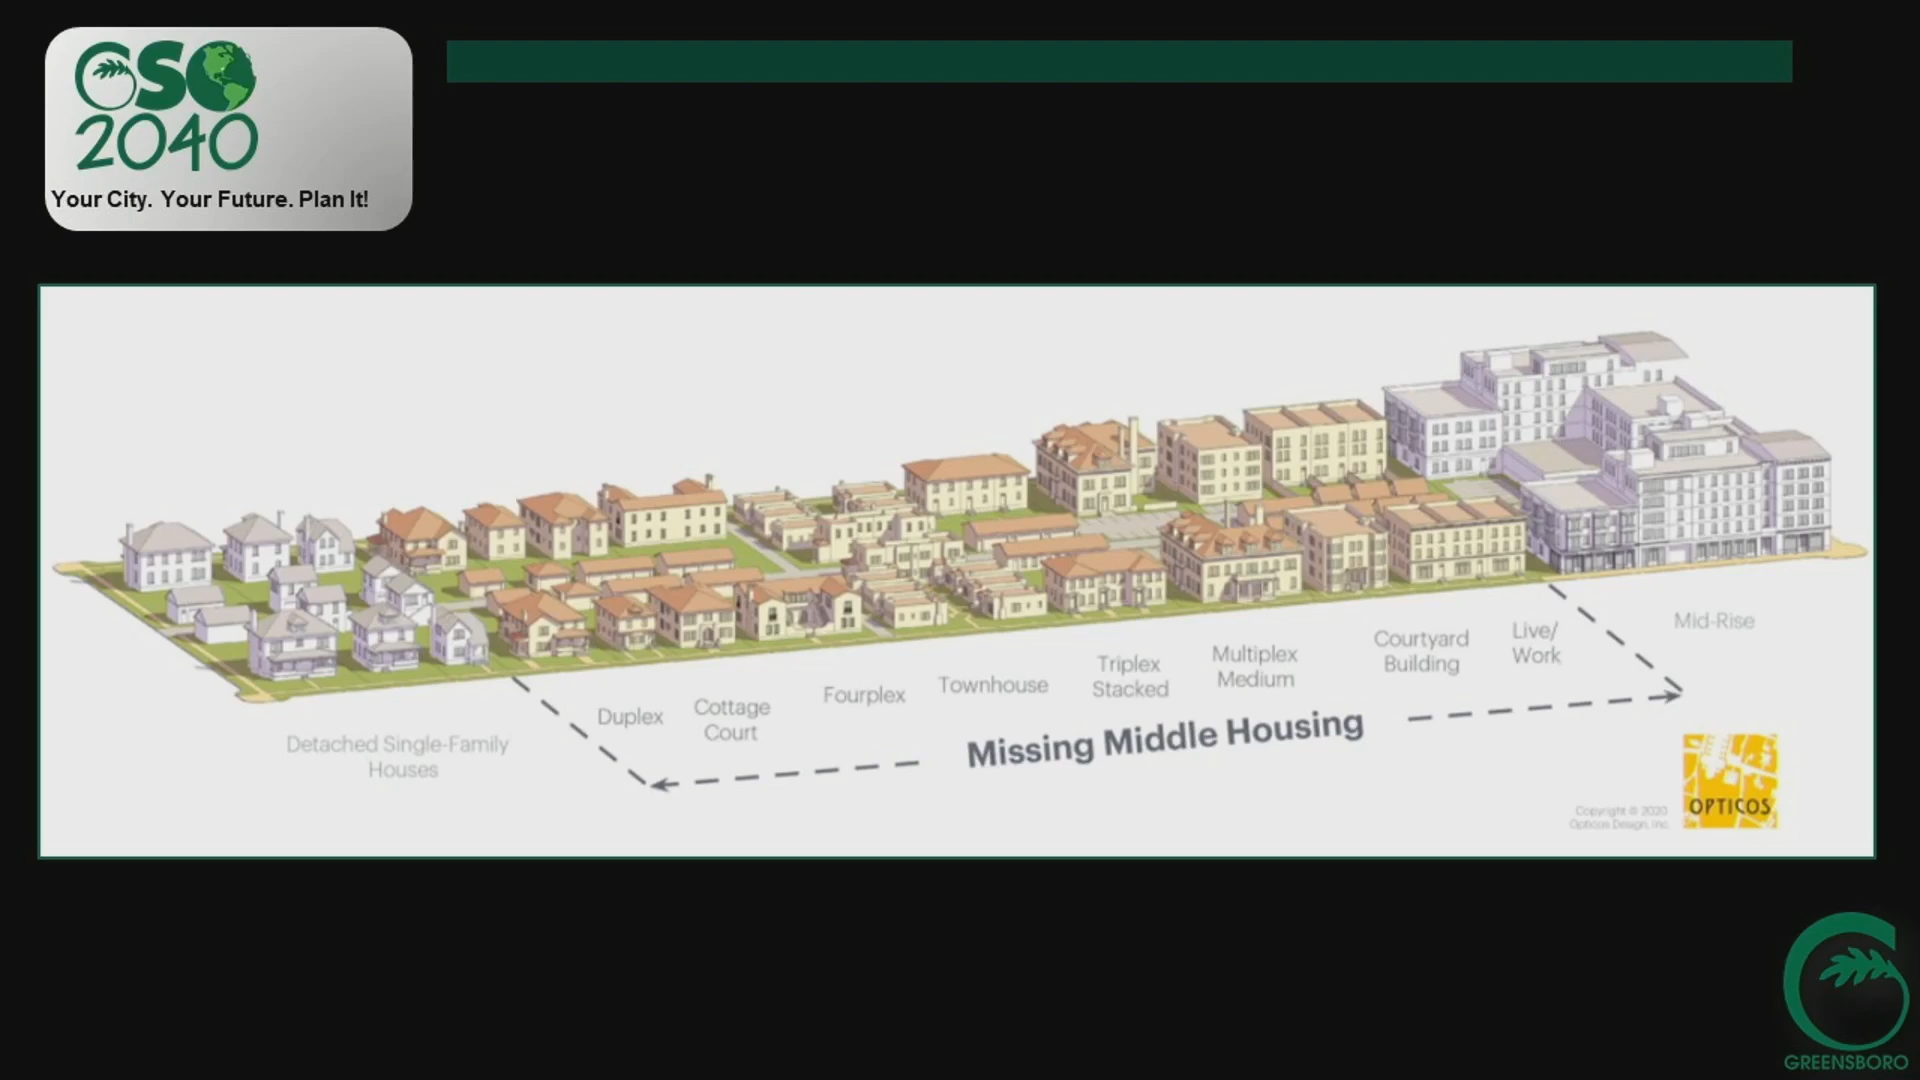 GSO
2040
Your City. Your Future. Plan It!
Detached Single-Family
Houses
Duplex
Cottage
Court
Fourplex
Townhouse
Triplex
Stacked
Multiplex
Medium
Courtyard
Building
Live/
Work
Mid-Rise
Missing Middle Housing
Copyright © 2020
Opticos Design, Inc.
OPTICOS
GREENSBORO